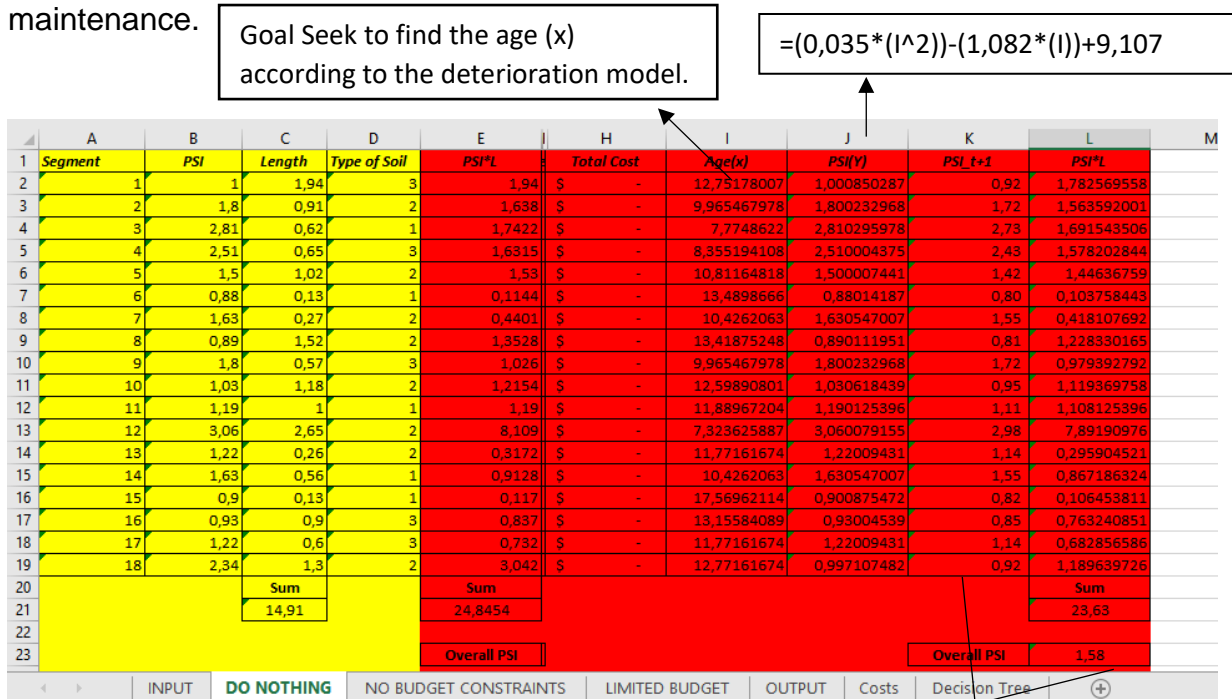 maintenance.
Goal Seek to find the age (x)
according to the deterioration model.
=(0,035*(I^2))-(1,082*(I))+9,107
A B C D E I H I J K L M
1 Segment PSI Length Type of Soil PSI*L Total Cost Age(x) PSI(Y) PSI_t+1 PSI*L
2 1 1 1,94 3 1,94 $ - 12,75178007 1,000850287 0,92 1,782569558
3 2 1,8 0,91 2 1,638 $ - 9,965467978 1,800232968 1,72 1,563592001
4 3 2,81 0,62 1 1,7422 $ - 7,7748622 2,810295978 2,73 1,691543506
5 4 2,51 0,65 3 1,6315 $ - 8,355194108 2,510004375 2,43 1,578202844
6 5 1,5 1,02 2 1,53 $ - 10,81164818 1,500007441 1,42 1,44636759
7 6 0,88 0,13 1 0,1144 $ - 13,4898666 0,88014187 0,80 0,103758443
8 7 1,63 0,27 2 0,4401 $ - 10,4262063 1,630547007 1,55 0,418107692
9 8 0,89 1,52 2 1,3528 $ - 13,41875248 0,890111951 0,81 1,228330165
10 9 1,8 0,57 3 1,026 $ - 9,965467978 1,800232968 1,72 0,979392792
11 10 1,03 1,18 2 1,2154 $ - 12,59890801 1,030618439 0,95 1,119369758
12 11 1,19 1 1 1,19 $ - 11,88967204 1,190125396 1,11 1,108125396
13 12 3,06 2,65 2 8,109 $ - 7,323625887 3,060079155 2,98 7,89190976
14 13 1,22 0,26 2 0,3172 $ - 11,77161674 1,22009431 1,14 0,295904521
15 14 1,63 0,56 1 0,9128 $ - 10,4262063 1,630547007 1,55 0,867186324
16 15 0,9 0,13 1 0,117 $ - 17,56962114 0,900875472 0,82 0,106453811
17 16 0,93 0,9 3 0,837 $ - 13,15584089 0,93004539 0,85 0,763240851
18 17 1,22 0,6 3 0,732 $ - 11,77161674 1,22009431 1,14 0,682856586
19 18 2,34 1,3 2 3,042 $ - 12,77161674 0,997107482 0,92 1,189639726
20 Sum Sum Sum
21 14,91 24,8454 23,63
22
23 Overall PSI Overall PSI 1,58
INPUT DO NOTHING NO BUDGET CONSTRAINTS LIMITED BUDGET OUTPUT Costs Decision Tree